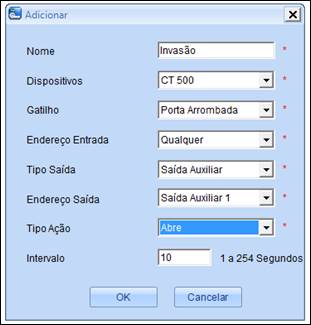 Adicionar
Nome Invasão *
Dispositivos CT 500 *
Gatilho Porta Arrombada *
Endereço Entrada Qualquer *
Tipo Saída Saída Auxiliar *
Endereço Saída Saída Auxiliar 1 *
Tipo Ação Abre *
Intervalo 10 1 a 254 Segundos
OK Cancelar